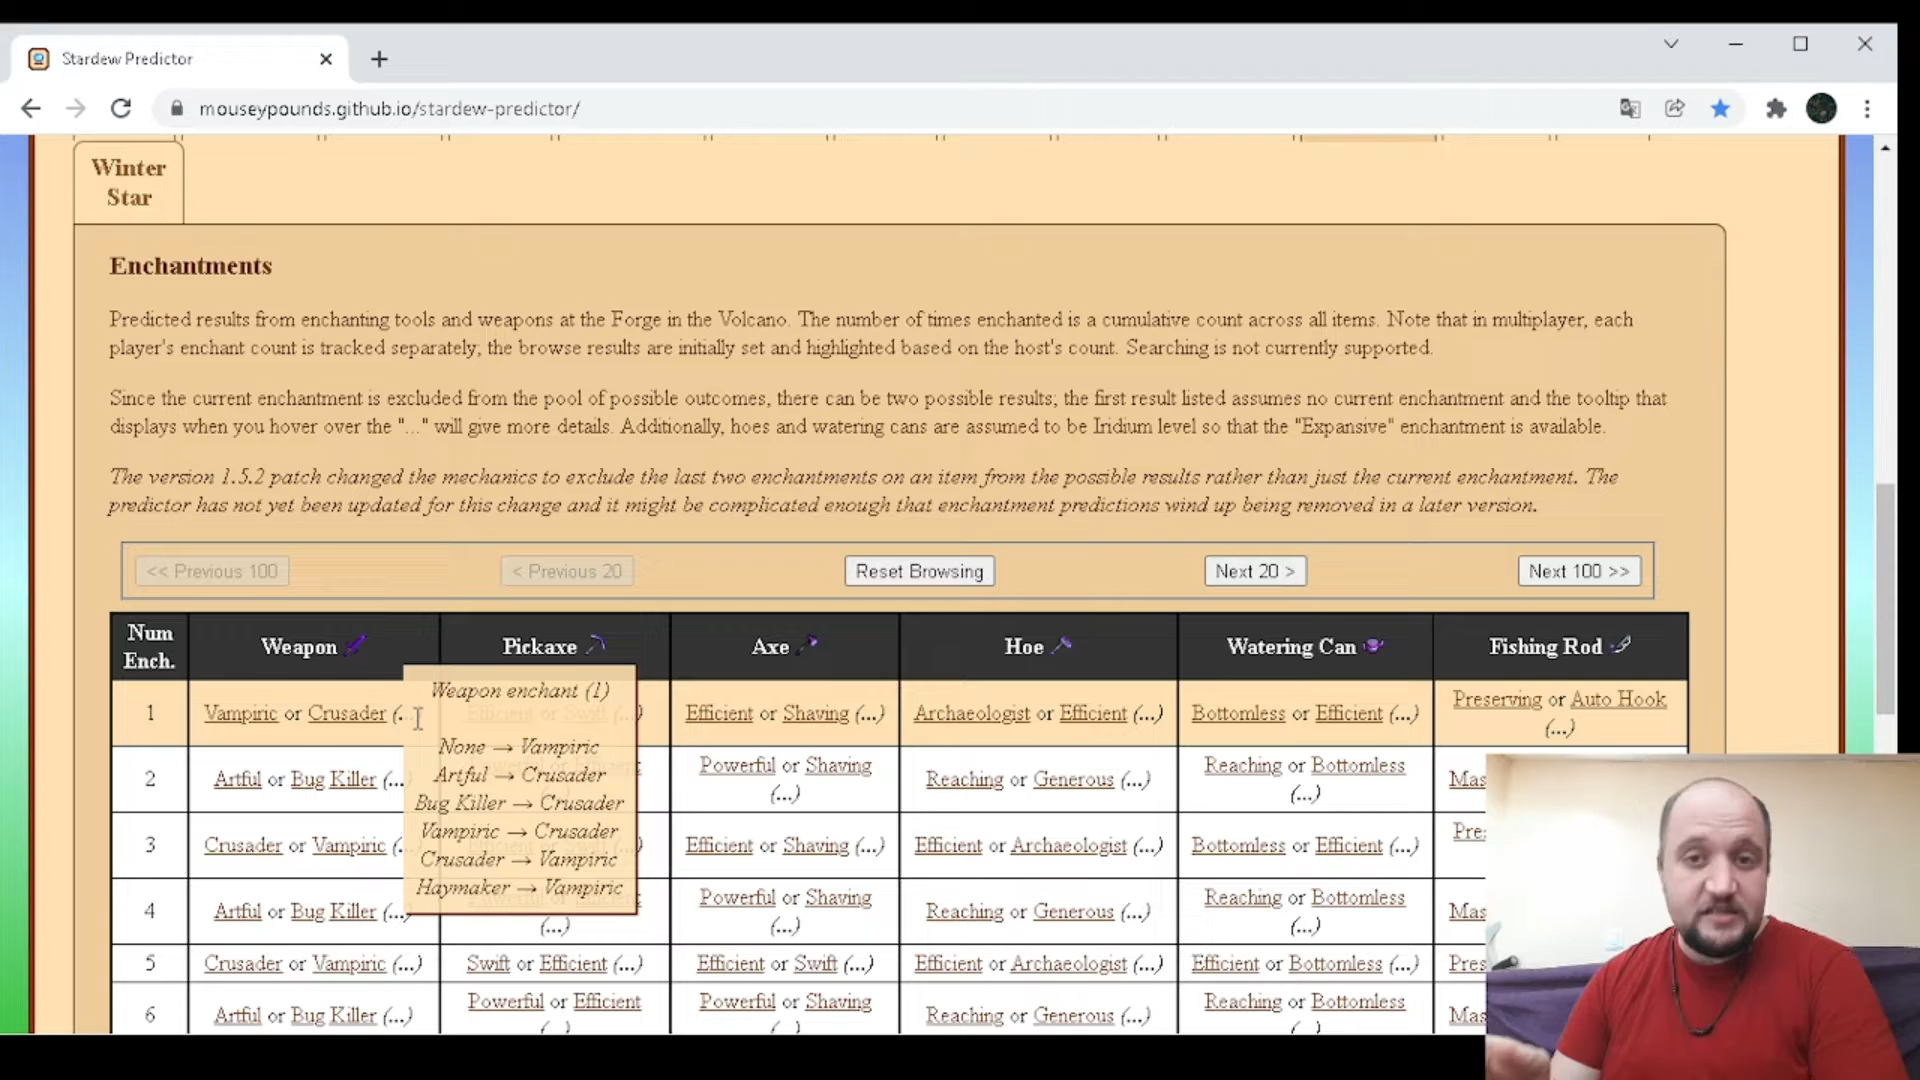 Stardew Predictor
mouseypounds.github.io/stardew-predictor/
Winter
Star
Enchantments
Predicted results from enchanting tools and weapons at the Forge in the Volcano. The number of times enchanted is a cumulative count across all items. Note that in multiplayer, each
player's enchant count is tracked separately; the browse results are initially set and highlighted based on the host's count. Searching is not currently supported.
Since the current enchantment is excluded from the pool of possible outcomes, there can be two possible results; the first result listed assumes no current enchantment and the tooltip that
displays when you hover over the "..." will give more details. Additionally, hoes and watering cans are assumed to be Iridium level so that the "Expansive" enchantment is available.
The version 1.5.2 patch changed the mechanics to exclude the last two enchantments on an item from the possible results rather than just the current enchantment. The
predictor has not yet been updated for this change and it might be complicated enough that enchantment predictions wind up being removed in a later version.
<< Previous 100 < Previous 20 Reset Browsing Next 20 > Next 100 >>
Num
Ench. Weapon Pickaxe Axe Hoe Watering Can Fishing Rod
Weapon enchant (1)
None → Vampiric
Artful → Crusader
Bug Killer → Crusader
Vampiric → Crusader
Crusader → Vampiric
Haymaker → Vampiric
1 Vampiric or Crusader (.. Efficient or Shaving (...) Archaeologist or Efficient (...) Bottomless or Efficient (...) Preserving or Auto Hook
(...)
2 Artful or Bug Killer (... Powerful or Shaving
(...) Reaching or Generous (...) Reaching or Bottomless
(...) Mas
3 Crusader or Vampiric (.. Efficient or Shaving (...) Efficient or Archaeologist (...) Bottomless or Efficient (...) Pre
4 Artful or Bug Killer (... (...) Powerful or Shaving
(...) Reaching or Generous (...) Reaching or Bottomless
(...) Mas
5 Crusader or Vampiric (...) Swift or Efficient (...) Efficient or Swift (...) Efficient or Archaeologist (...) Efficient or Bottomless (...) Pres
6 Artful or Bug Killer (...) Powerful or Efficient Powerful or Shaving Reaching or Generous (...) Reaching or Bottomless Mas